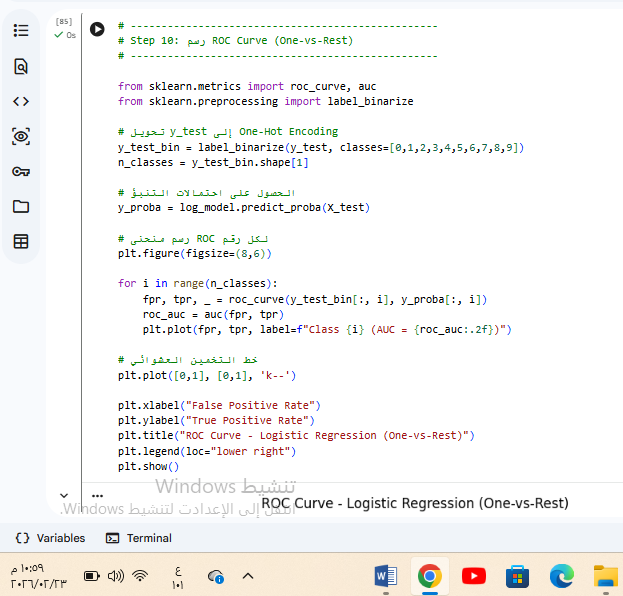 [85]
0s
# --------------------------------------------------
# Step 10: رسم ROC Curve (One-vs-Rest)
# --------------------------------------------------
from sklearn.metrics import roc_curve, auc
from sklearn.preprocessing import label_binarize
# تحويل y_test إلى One-Hot Encoding
y_test_bin = label_binarize(y_test, classes=[0,1,2,3,4,5,6,7,8,9])
n_classes = y_test_bin.shape[1]
# الحصول على احتمالات التنبؤ
y_proba = log_model.predict_proba(X_test)
# رسم منحنى ROC لكل رقم
plt.figure(figsize=(8,6))
for i in range(n_classes):
    fpr, tpr, _ = roc_curve(y_test_bin[:, i], y_proba[:, i])
    roc_auc = auc(fpr, tpr)
    plt.plot(fpr, tpr, label=f"Class {i} (AUC = {roc_auc:.2f})")
# خط التخمين العشوائي
plt.plot([0,1], [0,1], 'k--')
plt.xlabel("False Positive Rate")
plt.ylabel("True Positive Rate")
plt.title("ROC Curve - Logistic Regression (One-vs-Rest)")
plt.legend(loc="lower right")
plt.show()
تنشيط Windows
ROC Curve - Logistic Regression (One-vs-Rest)
انتقل إلى الإعدادت لتنشيط Windows.
{} Variables
Terminal
١٠:٥٩ م
٢٠٢٦/٠٢/٢٣
ع
١٠١